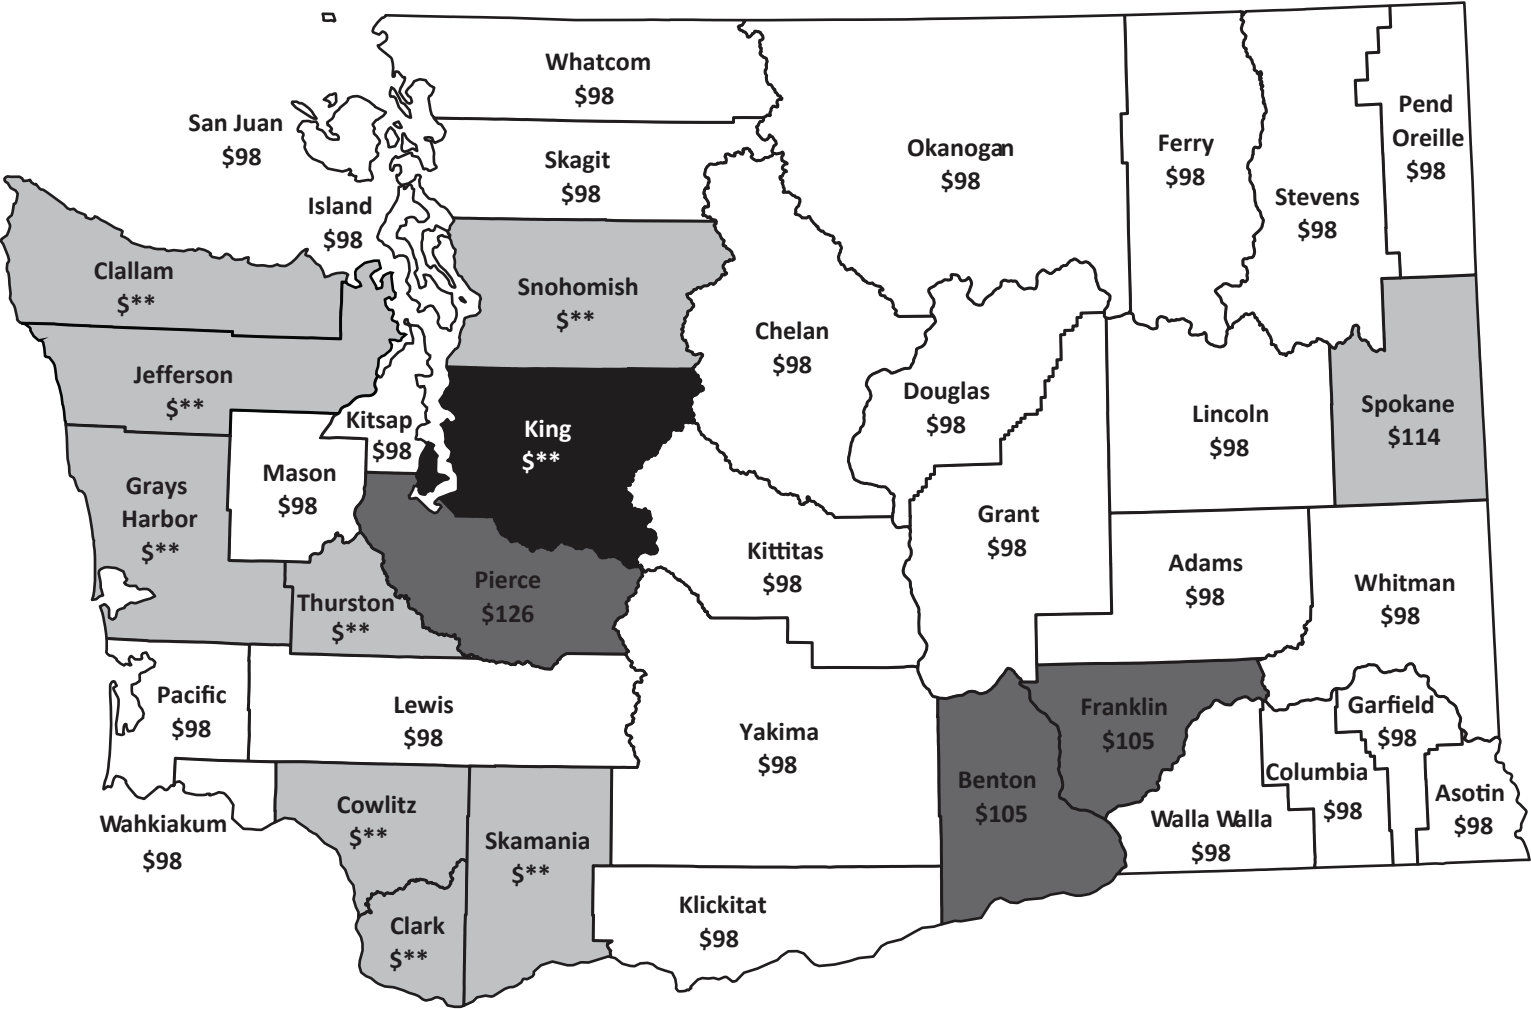 Whatcom
$98
San Juan
$98
Skagit
$98
Island
$98
Okanogan
$98
Ferry
$98
Stevens
$98
Pend
Oreille
$98
Clallam
$**
Snohomish
$**
Chelan
$98
Jefferson
$**
Kitsap
$98
King
$**
Douglas
$98
Lincoln
$98
Spokane
$114
Mason
$98
Grays
Harbor
$**
Grant
$98
Kittitas
$98
Adams
$98
Whitman
$98
Thurston
$**
Pierce
$126
Pacific
$98
Lewis
$98
Yakima
$98
Franklin
$105
Garfield
$98
Benton
$105
Columbia
$98
Asotin
$98
Walla Walla
$98
Wahkiakum
$98
Cowlitz
$**
Skamania
$**
Clark
$**
Klickitat
$98